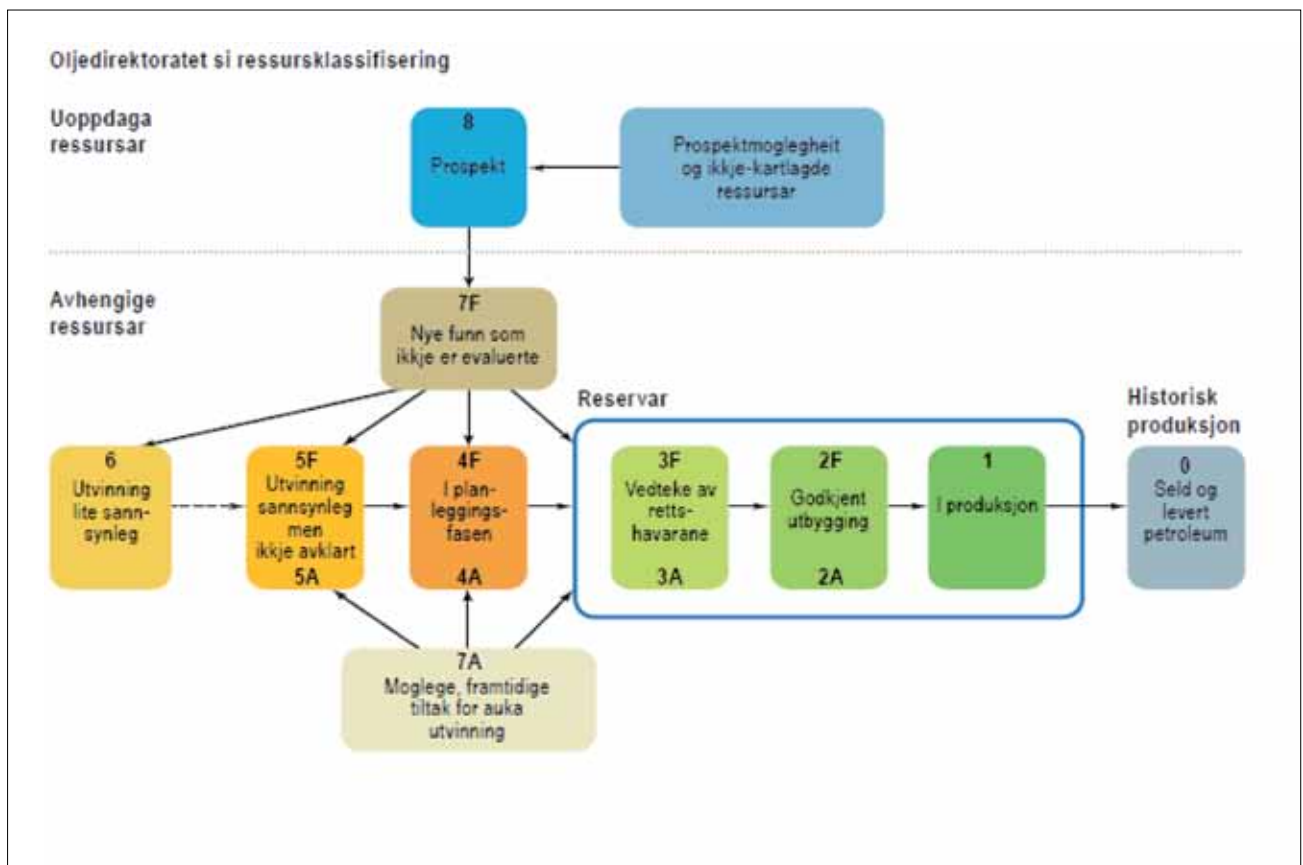 Oljedirektoratet si ressursklassifisering
Uoppdaga
ressursar
8
Prospekt
Prospektmoglegheit
og ikkje-kartlagde
ressursar
Avhengige
ressursar
7F
Nye funn som
ikkje er evaluerte
Reservar
Historisk
produksjon
6
Utvinning
lite sann-
synleg
5F
Utvinning
sannsynleg
men
ikkje avklart
5A
4F
I plan-
leggings-
fasen
4A
3F
Vedteke av
retts-
havarane
3A
2F
Godkjent
utbygging
2A
1
I produksjon
0
Seld og
levert
petroleum
7A
Moglege, framtidige
tiltak for auka
utvinning